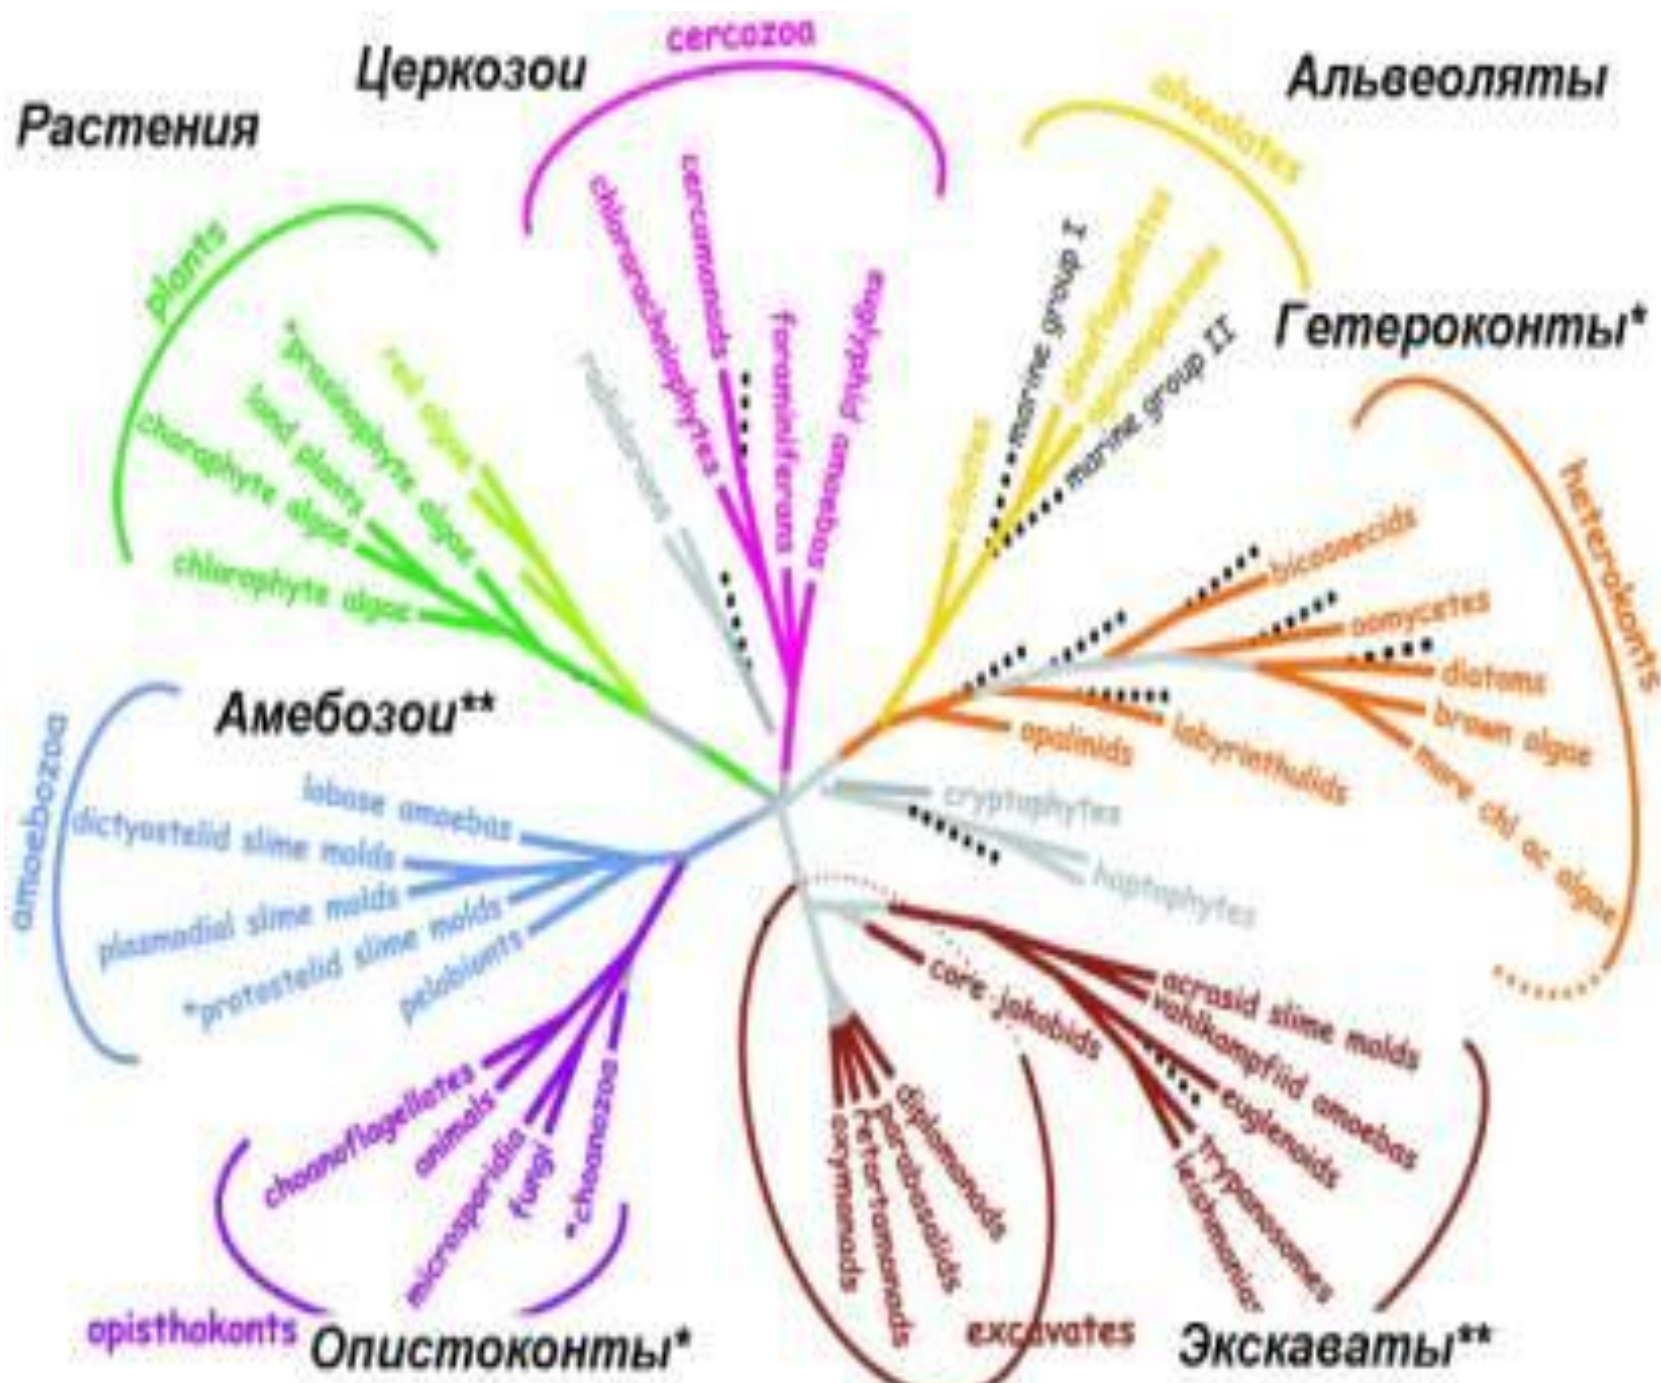 cercozoa
Церкозои
Альвеоляты
alveolates
Растения
plants
cercomonads
chlorarachniophytes
foraminiferans
euglyphid amoebas
marine group I
dinoflagellates
marine group II
ciliates
Гетероконты*
heterokonts
*prasinophyte algae
red algae
land plants
charophyte algae
chlorophyte algae
bicosoecids
oomycetes
diatoms
brown algae
more chl ac algae
labyrinthulids
opalinids
cryptophytes
haptophytes
Амебозои**
amoebozoa
lobose amoebas
dictyostelid slime molds
plasmodial slime molds
*protostelid slime molds
pelobionts
core jakobids
acrasid slime molds
vahlkampfiid amoebas
euglenoids
trypanosomes
leishmanias
choanoflagellates
animals
microsporidia
fungi
*choanozoa
diplomonads
parabasalids
retortamonads
oxymonads
opisthokonts
Опистоконты*
excavates
Экскаваты**